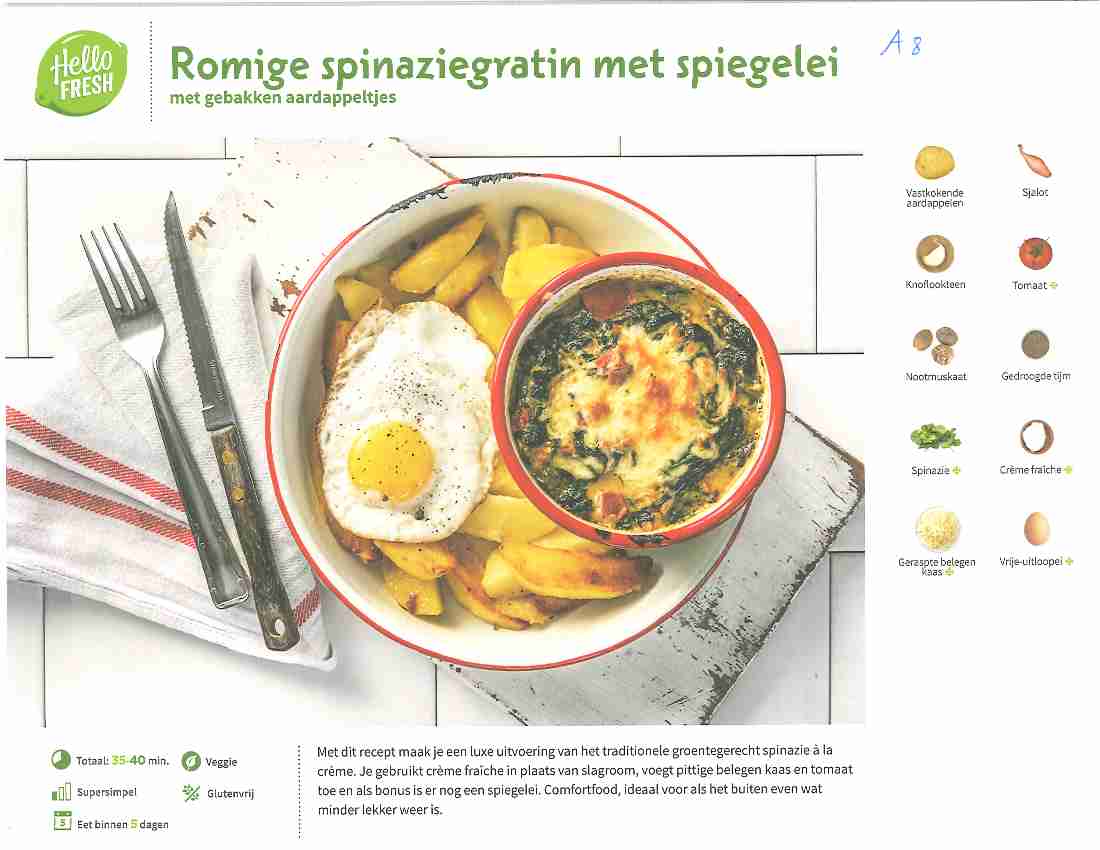 Hello
FRESH
Romige spinaziegratin met spiegelei
met gebakken aardappeltjes
A 8
Vastkokende
aardappelen
Sjalot
Knoflookteen
Tomaat
Nootmuskaat
Gedroogde tijm
Spinazie
Crème fraîche
Geraspte belegen
kaas
Vrije-uitloopei
Totaal: 35-40 min.
Veggie
Supersimpel
Glutenvrij
5
Eet binnen 5 dagen
Met dit recept maak je een luxe uitvoering van het traditionele groentegerecht spinazie à la
crème. Je gebruikt crème fraîche in plaats van slagroom, voegt pittige belegen kaas en tomaat
toe en als bonus is er nog een spiegelei. Comfortfood, ideaal voor als het buiten even wat
minder lekker weer is.